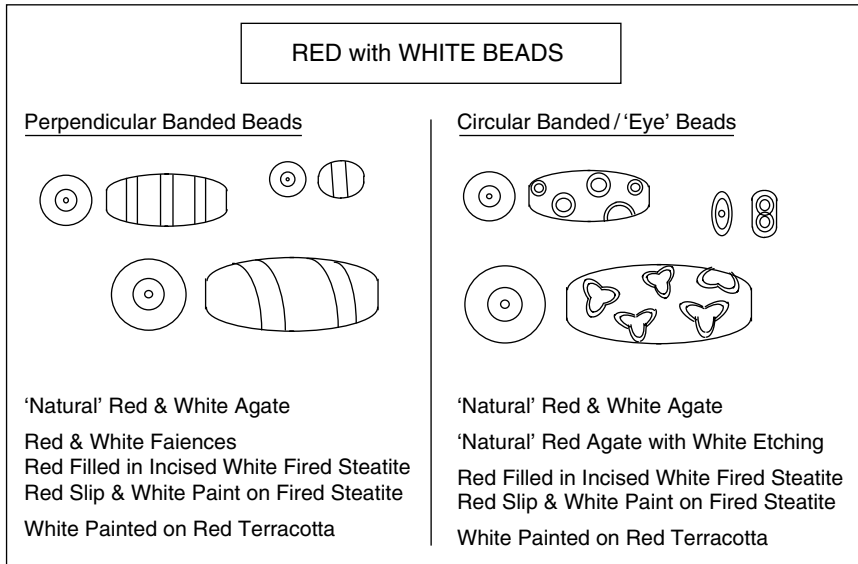 RED with WHITE BEADS
Perpendicular Banded Beads
‘Natural’ Red & White Agate
Red & White Faiences
Red Filled in Incised White Fired Steatite
Red Slip & White Paint on Fired Steatite
White Painted on Red Terracotta
Circular Banded / ‘Eye’ Beads
‘Natural’ Red & White Agate
‘Natural’ Red Agate with White Etching
Red Filled in Incised White Fired Steatite
Red Slip & White Paint on Fired Steatite
White Painted on Red Terracotta